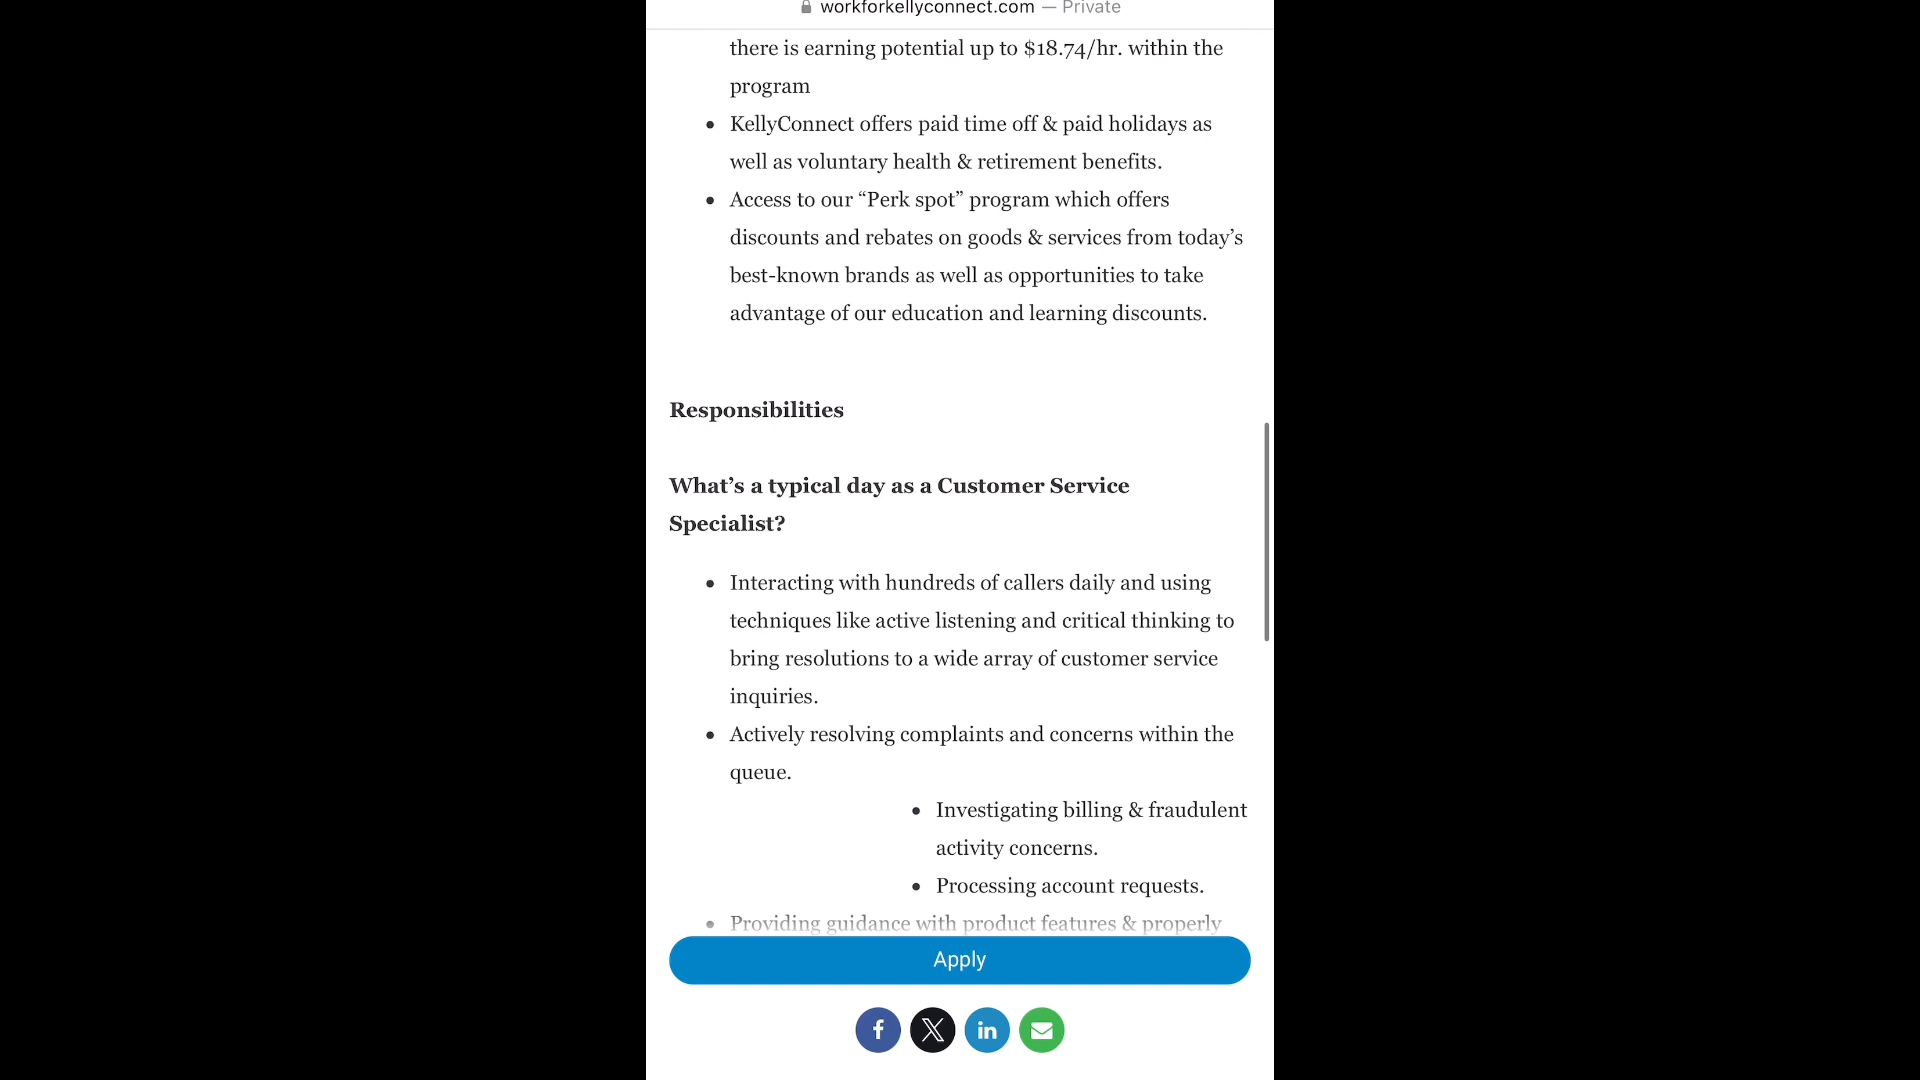 workforkellyconnect.com — Private
there is earning potential up to $18.74/hr. within the
program
• KellyConnect offers paid time off & paid holidays as
well as voluntary health & retirement benefits.
• Access to our “Perk spot” program which offers
discounts and rebates on goods & services from today’s
best-known brands as well as opportunities to take
advantage of our education and learning discounts.
Responsibilities
What’s a typical day as a Customer Service
Specialist?
• Interacting with hundreds of callers daily and using
techniques like active listening and critical thinking to
bring resolutions to a wide array of customer service
inquiries.
• Actively resolving complaints and concerns within the
queue.
• Investigating billing & fraudulent
activity concerns.
• Processing account requests.
• Providing guidance with product features & properly
Apply
f X in